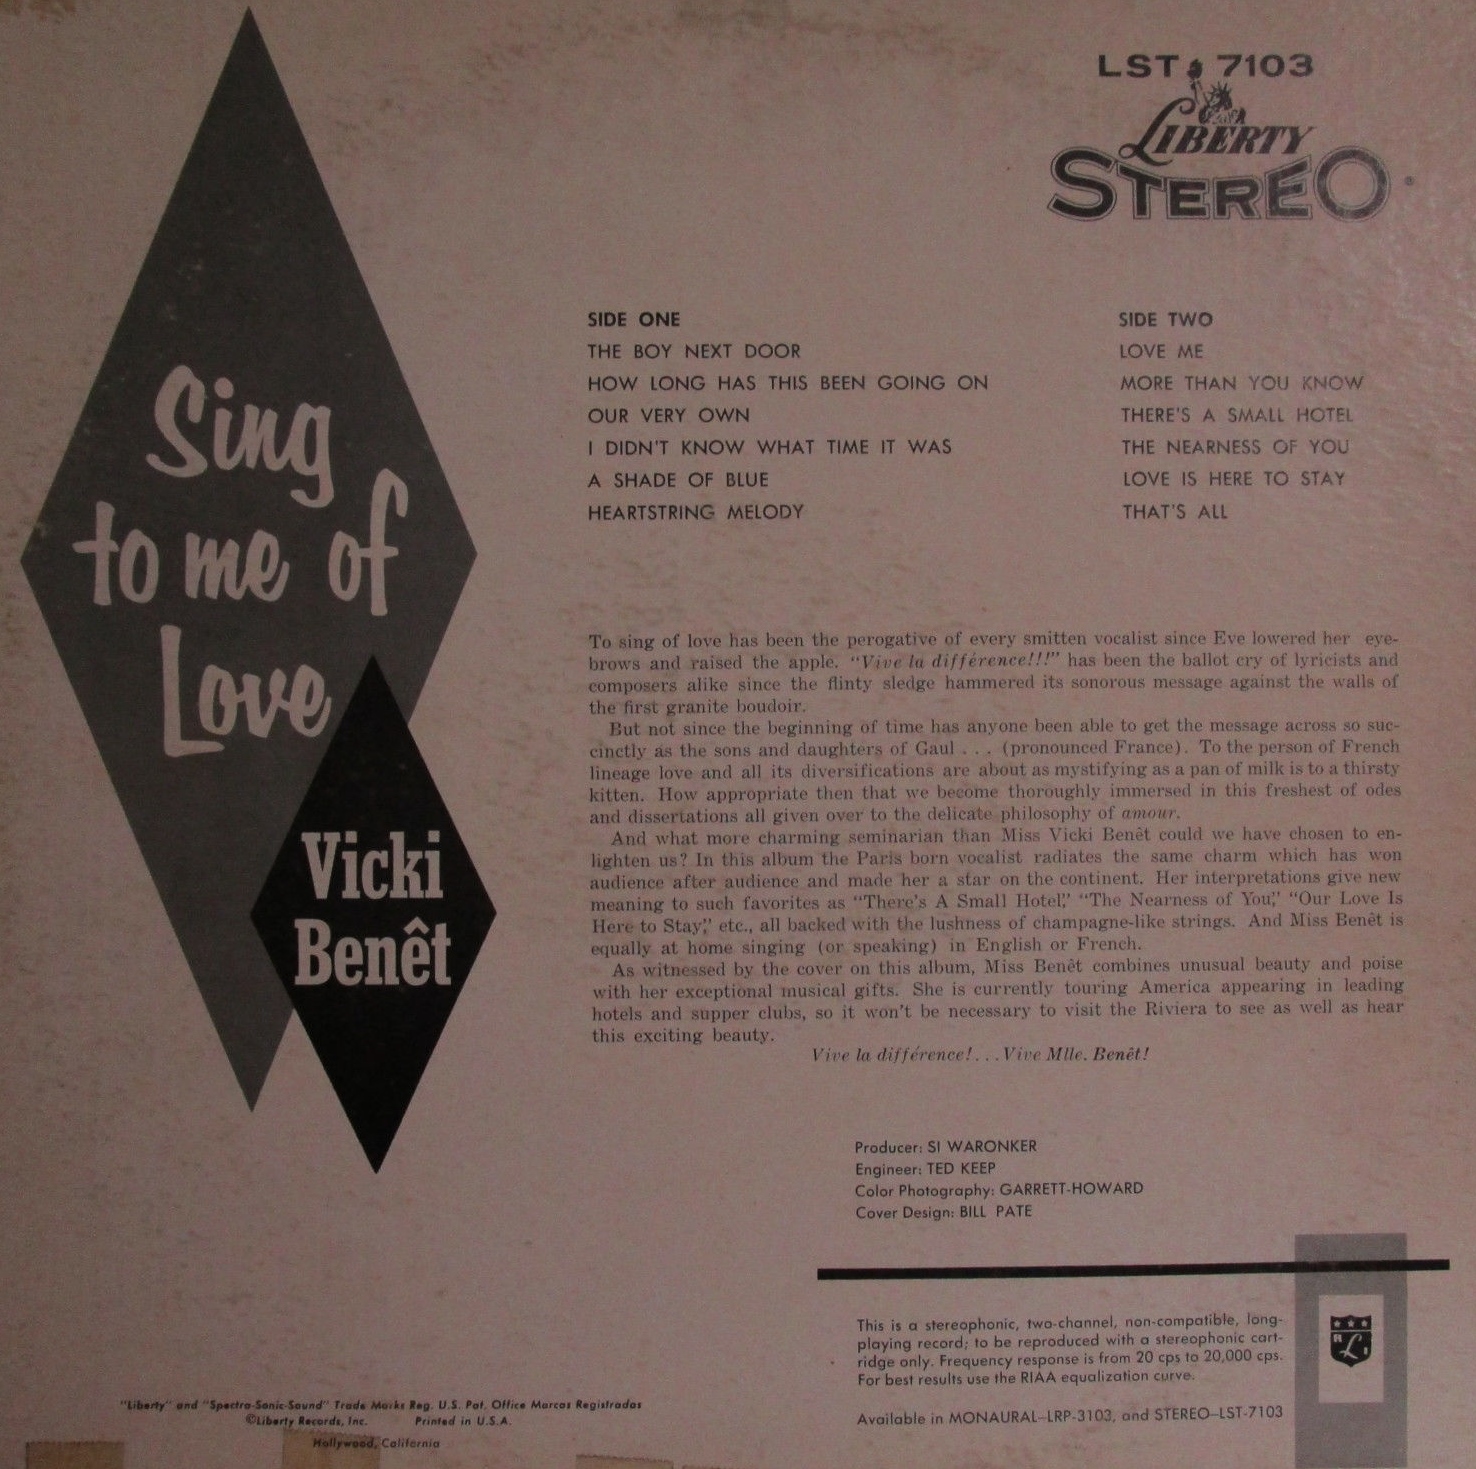 LST 7103
LIBERTY
STEREO
Sing
to me of
Love
Vicki
Benêt
SIDE ONE
THE BOY NEXT DOOR
HOW LONG HAS THIS BEEN GOING ON
OUR VERY OWN
I DIDN'T KNOW WHAT TIME IT WAS
A SHADE OF BLUE
HEARTSTRING MELODY
SIDE TWO
LOVE ME
MORE THAN YOU KNOW
THERE'S A SMALL HOTEL
THE NEARNESS OF YOU
LOVE IS HERE TO STAY
THAT'S ALL
To sing of love has been the perogative of every smitten vocalist since Eve lowered her eye-
brows and raised the apple. "Vive la différence!!!" has been the ballot cry of lyricists and
composers alike since the flinty sledge hammered its sonorous message against the walls of
the first granite boudoir.
But not since the beginning of time has anyone been able to get the message across so suc-
cinctly as the sons and daughters of Gaul . . . (pronounced France). To the person of French
lineage love and all its diversifications are about as mystifying as a pan of milk is to a thirsty
kitten. How appropriate then that we become thoroughly immersed in this freshest of odes
and dissertations all given over to the delicate philosophy of amour.
And what more charming seminarian than Miss Vicki Benêt could we have chosen to en-
lighten us? In this album the Paris born vocalist radiates the same charm which has won
audience after audience and made her a star on the continent. Her interpretations give new
meaning to such favorites as "There's A Small Hotel," "The Nearness of You," "Our Love Is
Here to Stay," etc., all backed with the lushness of champagne-like strings. And Miss Benêt is
equally at home singing (or speaking) in English or French.
As witnessed by the cover on this album, Miss Benêt combines unusual beauty and poise
with her exceptional musical gifts. She is currently touring America appearing in leading
hotels and supper clubs, so it won't be necessary to visit the Riviera to see as well as hear
this exciting beauty.
Vive la différence! . . . Vive Mlle. Benêt!
Producer: SI WARONKER
Engineer: TED KEEP
Color Photography: GARRETT-HOWARD
Cover Design: BILL PATE
This is a stereophonic, two-channel, non-compatible, long-
playing record; to be reproduced with a stereophonic cart-
ridge only. Frequency response is from 20 cps to 20,000 cps.
For best results use the RIAA equalization curve.
Available in MONAURAL–LRP-3103, and STEREO–LST-7103
R L I
"Liberty" and "Spectra-Sonic-Sound" Trade Marks Reg. U.S. Pat. Office Marcas Registradas
©Liberty Records, Inc. Printed in U.S.A.
Hollywood, California